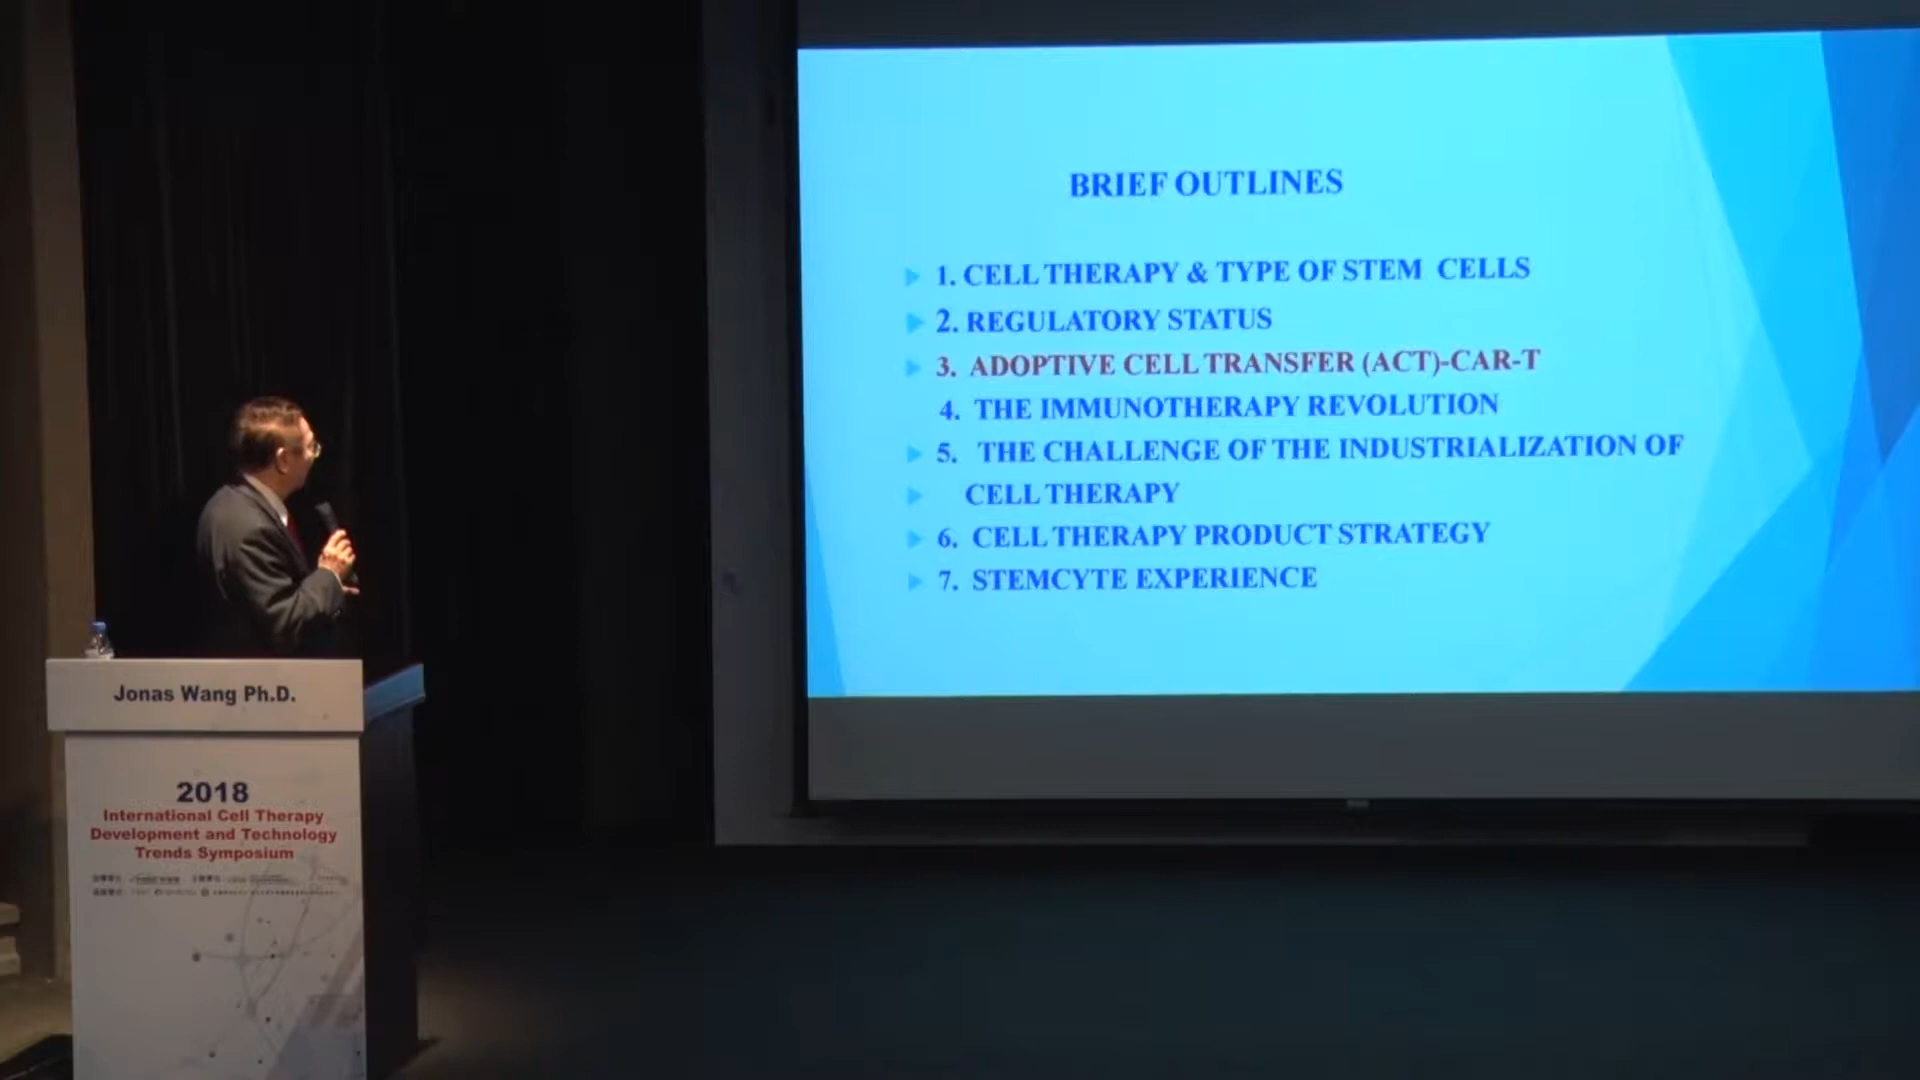 BRIEF OUTLINES
1. CELL THERAPY & TYPE OF STEM CELLS
2. REGULATORY STATUS
3. ADOPTIVE CELL TRANSFER (ACT)-CAR-T
4. THE IMMUNOTHERAPY REVOLUTION
5. THE CHALLENGE OF THE INDUSTRIALIZATION OF
CELL THERAPY
6. CELL THERAPY PRODUCT STRATEGY
7. STEMCYTE EXPERIENCE
Jonas Wang Ph.D.
2018
International Cell Therapy
Development and Technology
Trends Symposium